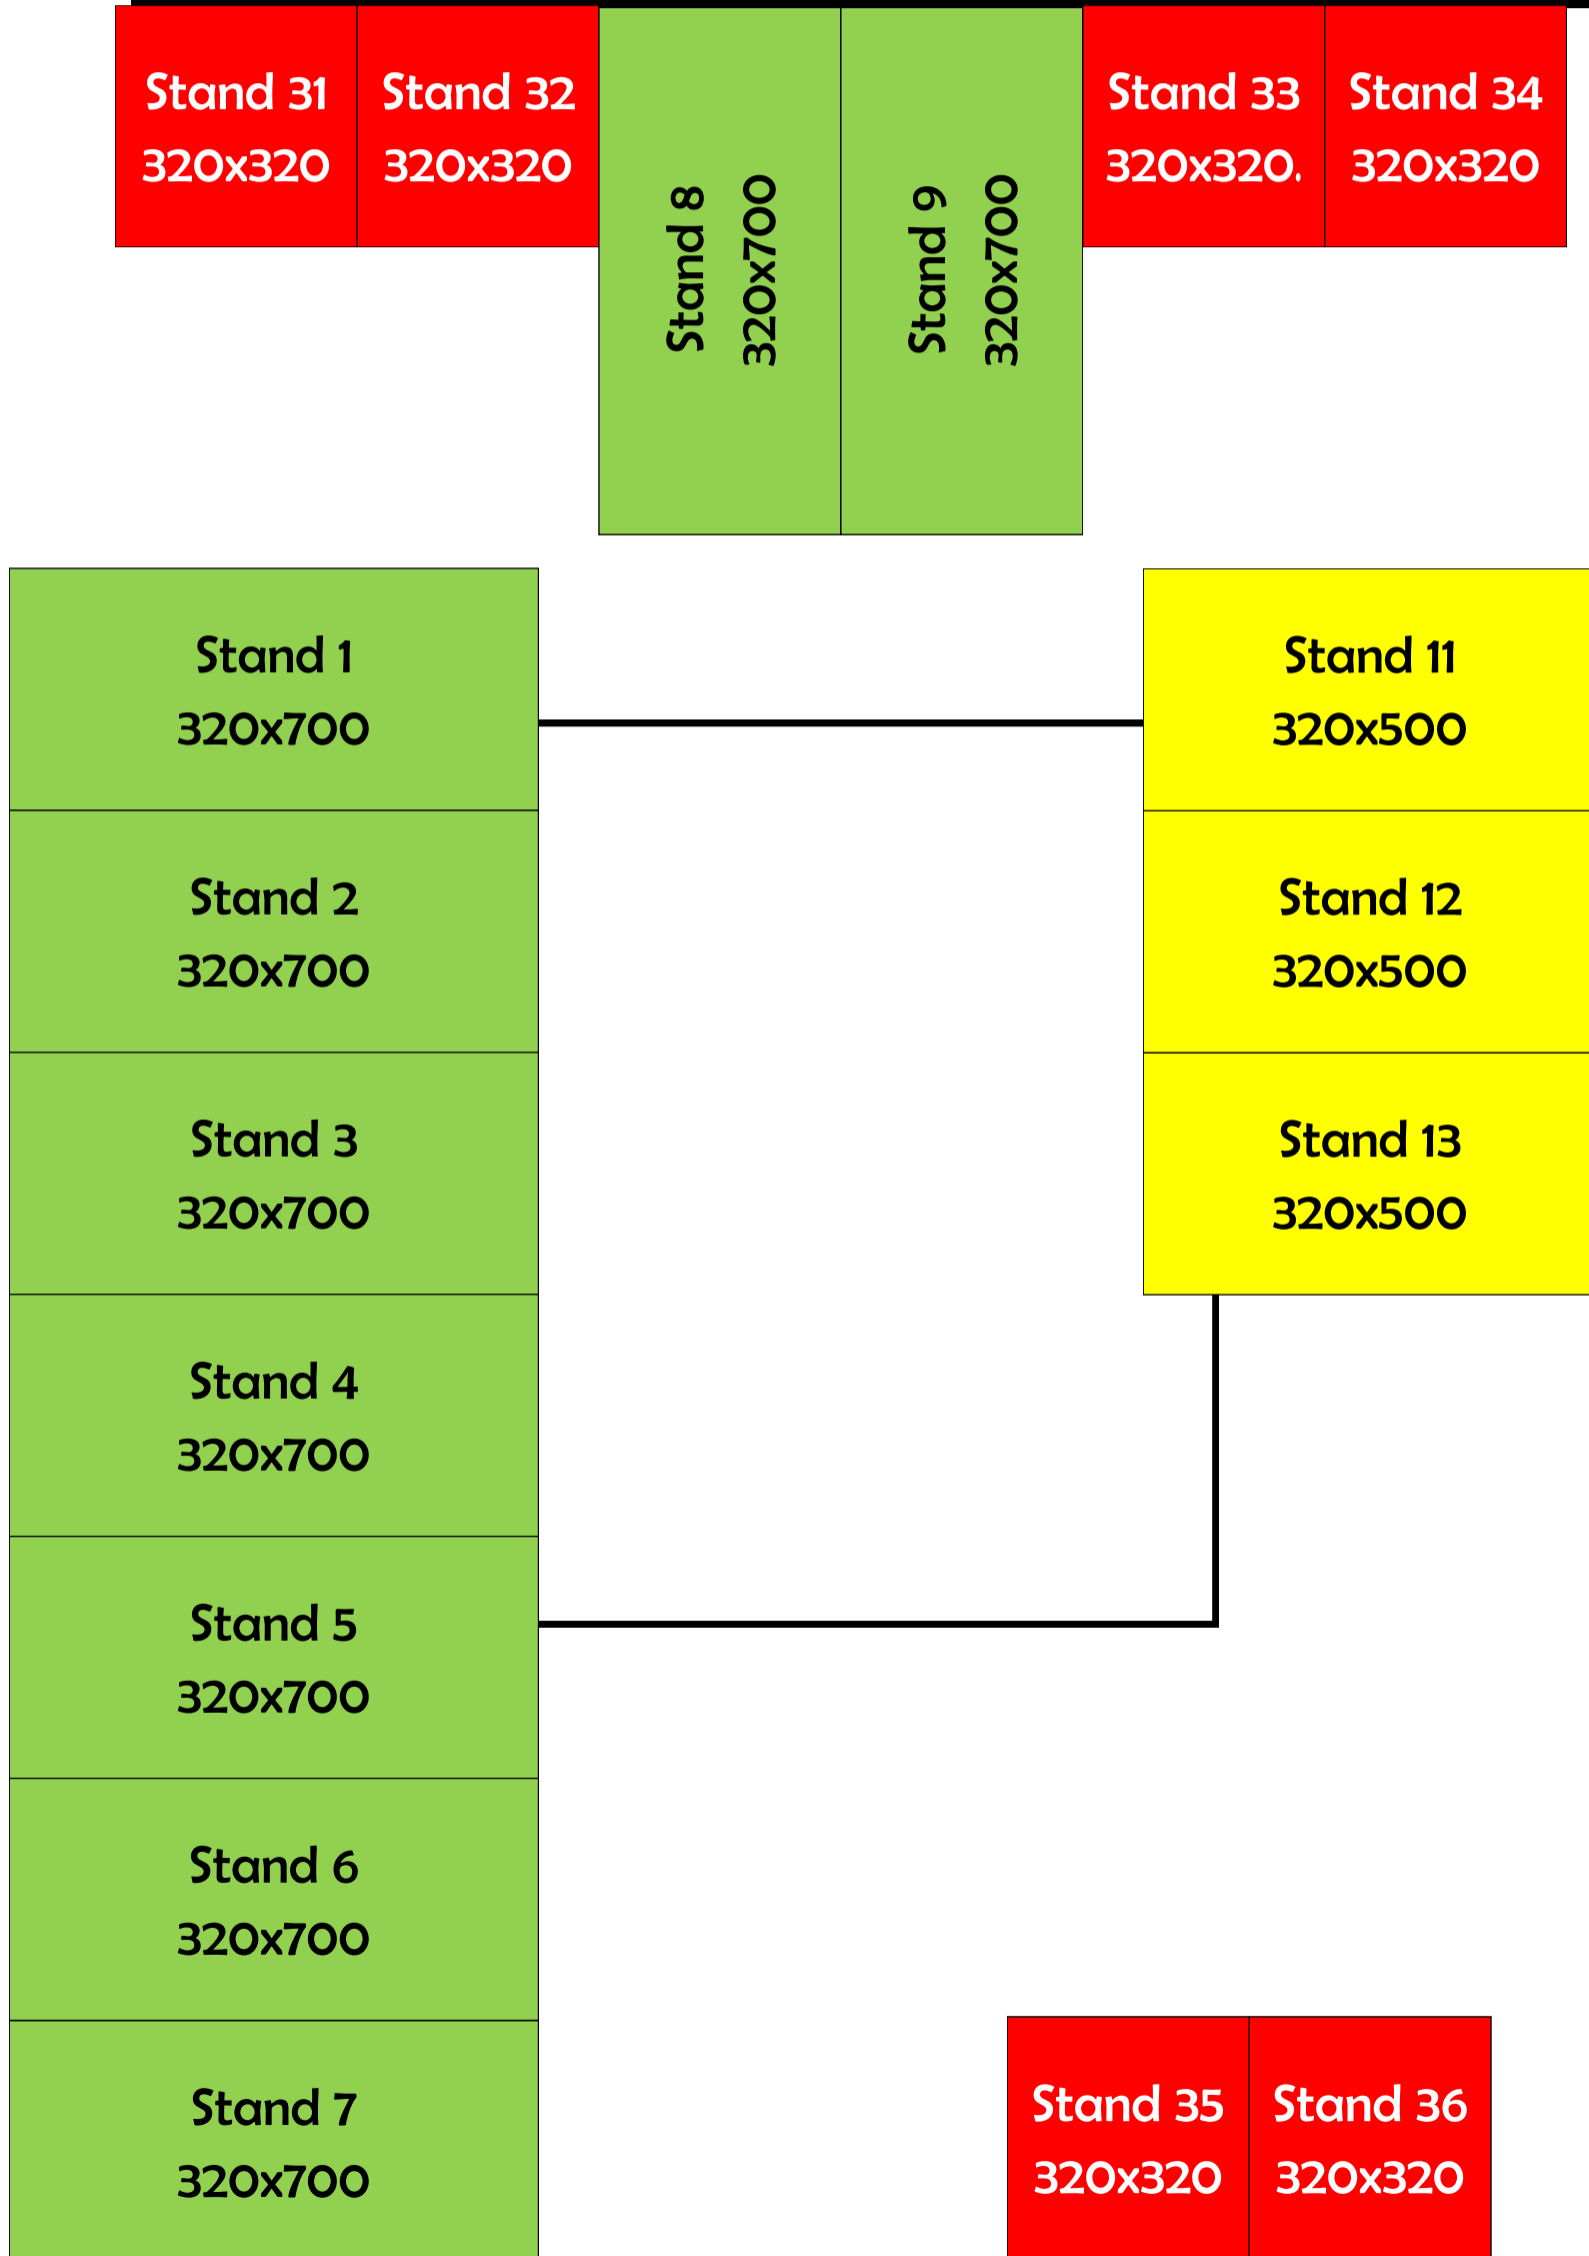 Stand 31
320x320
Stand 32
320x320
Stand 8
320x700
Stand 9
320x700
Stand 33
320x320.
Stand 34
320x320
Stand 1
320x700
Stand 11
320x500
Stand 2
320x700
Stand 12
320x500
Stand 3
320x700
Stand 13
320x500
Stand 4
320x700
Stand 5
320x700
Stand 6
320x700
Stand 7
320x700
Stand 35
320x320
Stand 36
320x320